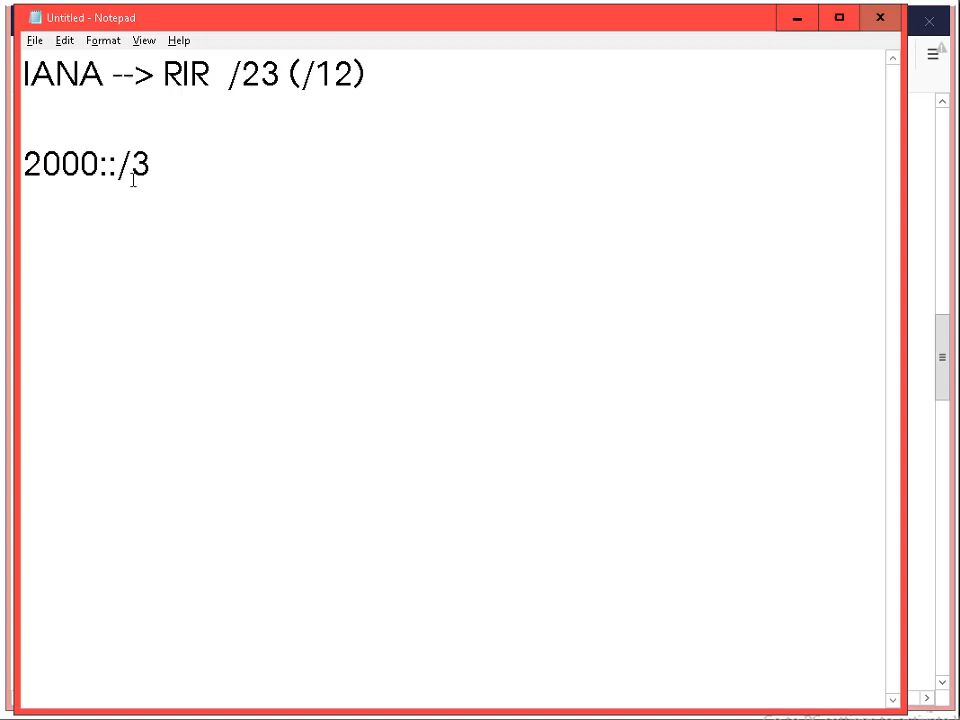 Untitled - Notepad
File Edit Format View Help
IANA --> RIR /23 (/12)
2000::/3